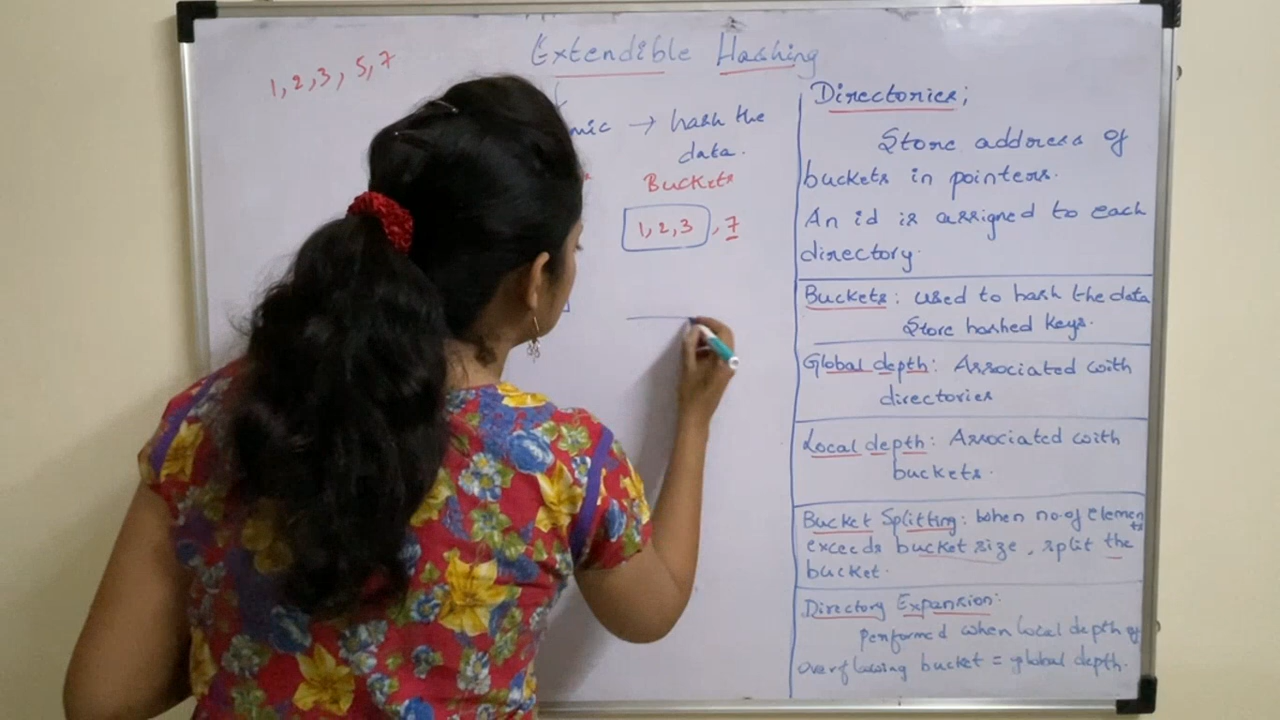 Extendible Hashing
1, 2, 3, 5, 7
mic → hash the
data.
Buckets
1, 2, 3 , 7
Directories;
Store address of
buckets in pointers.
An id is assigned to each
directory.
Buckets: used to hash the data
Store hashed keys.
Global depth: Associated with
directories
Local depth: Associated with
buckets.
Bucket Splitting: When no.of elements
exceeds bucket size, split the
bucket.
Directory Expansion:
Performed when local depth of
overflowing bucket = global depth.